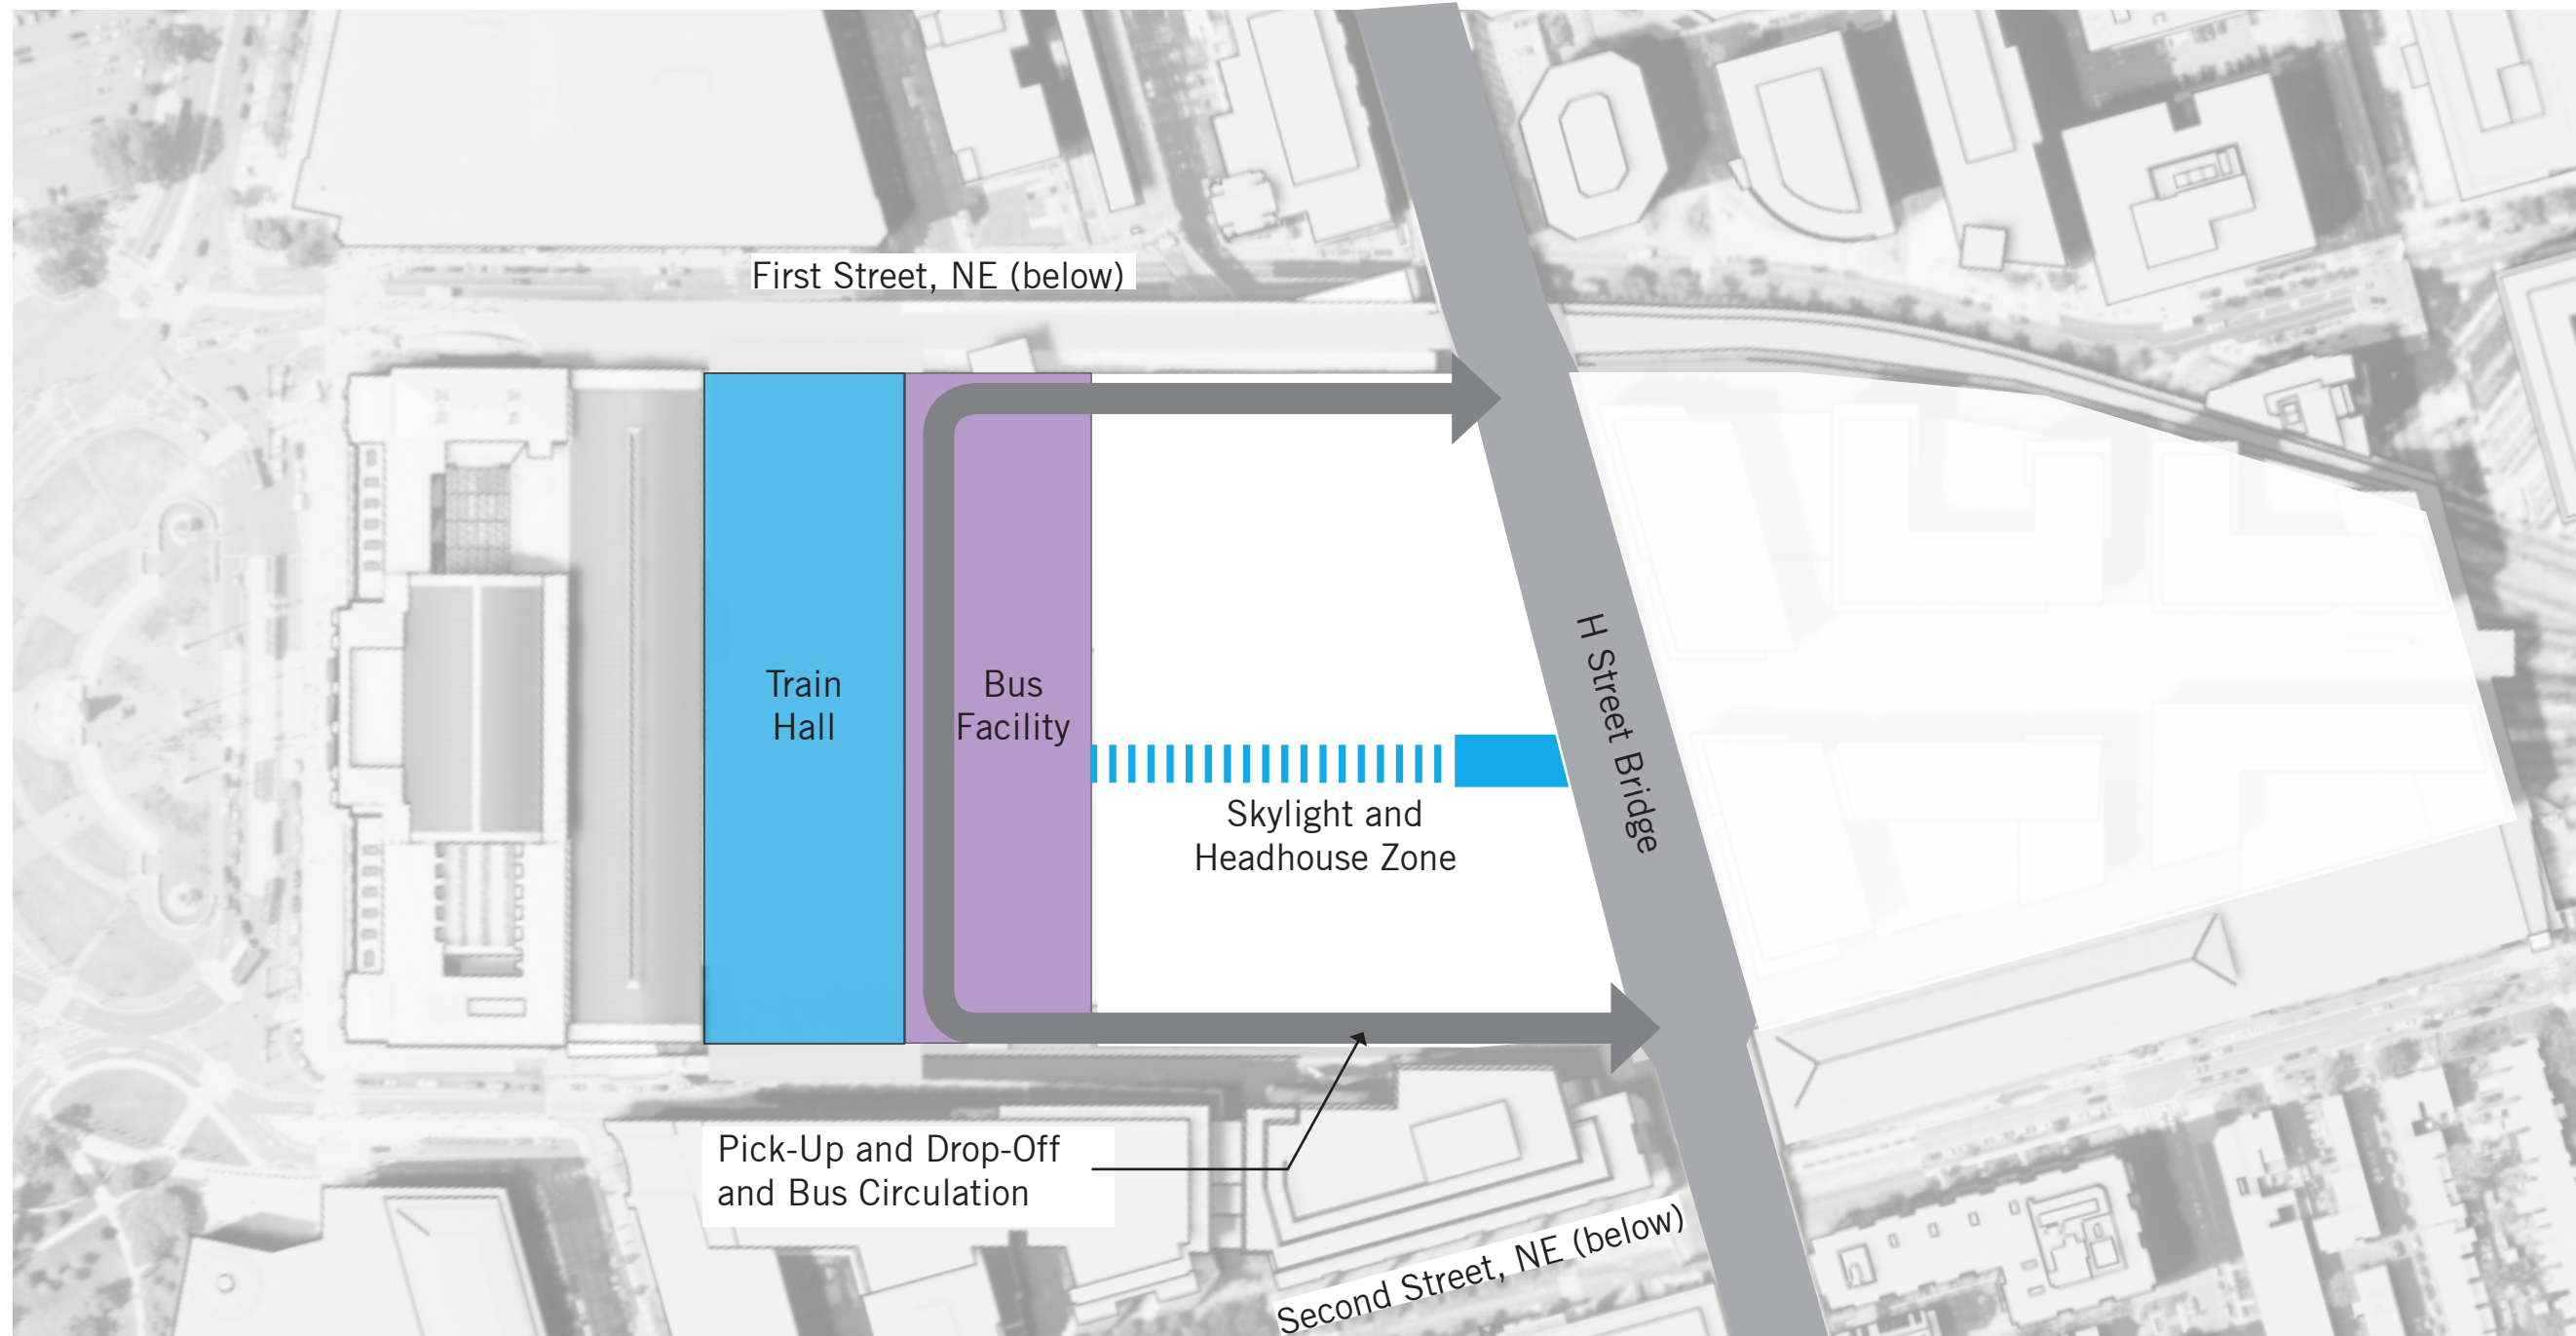 First Street, NE (below)
Train
Hall
Bus
Facility
H Street Bridge
Skylight and
Headhouse Zone
Pick-Up and Drop-Off
and Bus Circulation
Second Street, NE (below)